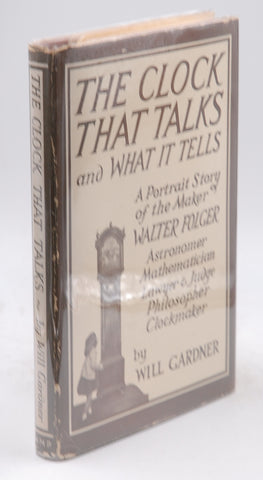 THE CLOCK
THAT TALKS
and WHAT IT TELLS
A Portrait Story
of the Maker
WALTER FOLGER
Astronomer
Mathematician
Lawyer & Judge
Philosopher
Clockmaker
by
WILL GARDNER
THE CLOCK THAT TALKS ~ by Will Gardner